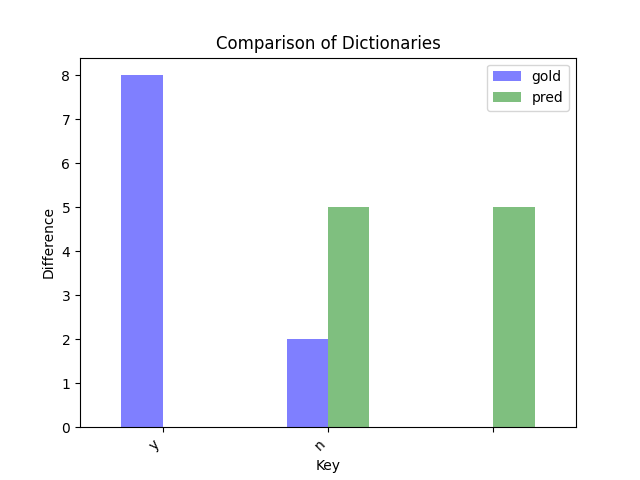 Comparison of Dictionaries
gold
pred
8
7
6
5
4
3
2
1
0
Difference
y
n
Key